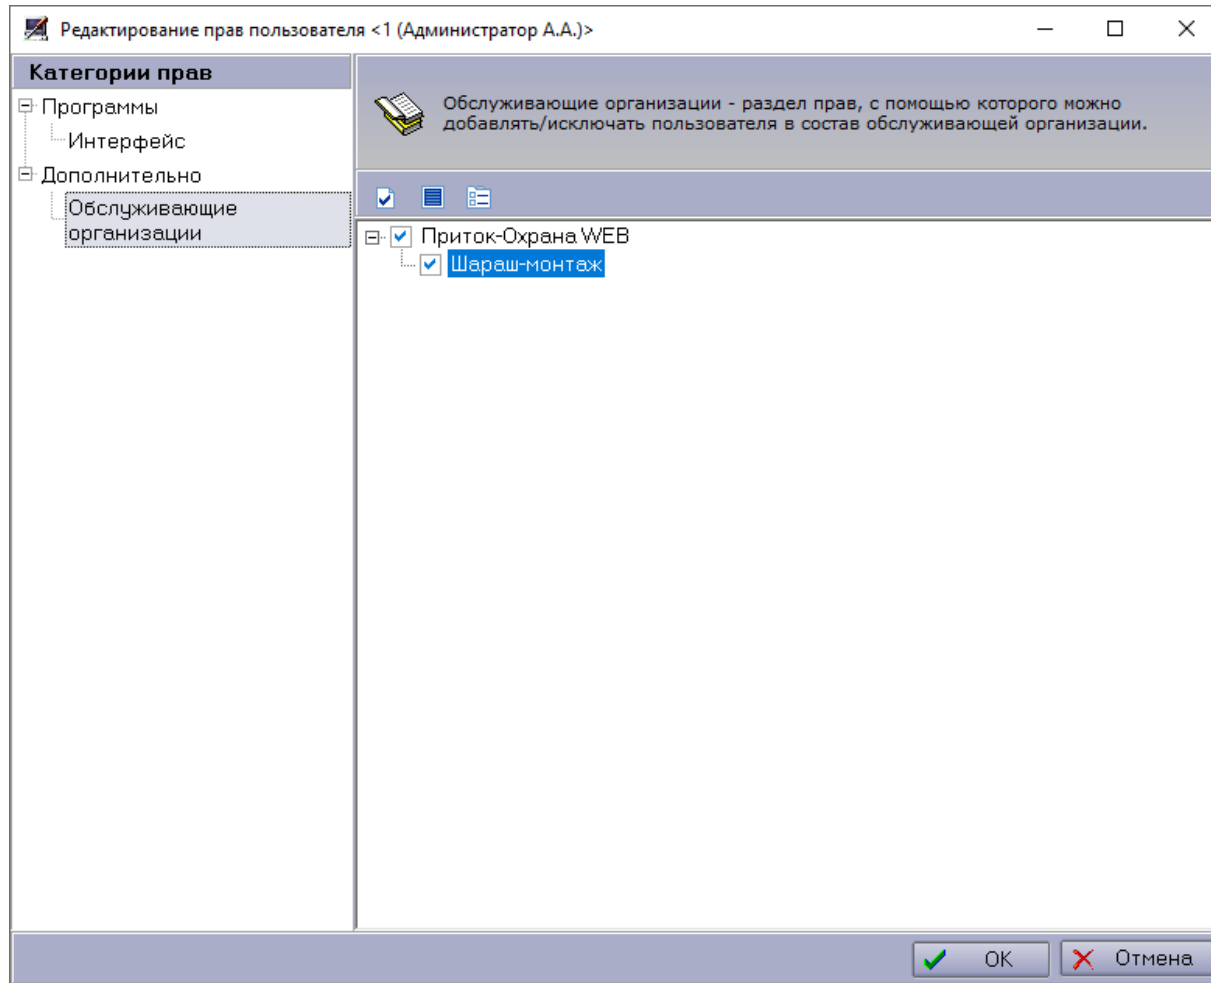 Редактирование прав пользователя <1 (Администратор А.А.)>
Категории прав
Программы
Интерфейс
Дополнительно
Обслуживающие
организации
Обслуживающие организации - раздел прав, с помощью которого можно
добавлять/исключать пользователя в состав обслуживающей организации.
Приток-Охрана WEB
Шараш-монтаж
OK
Отмена